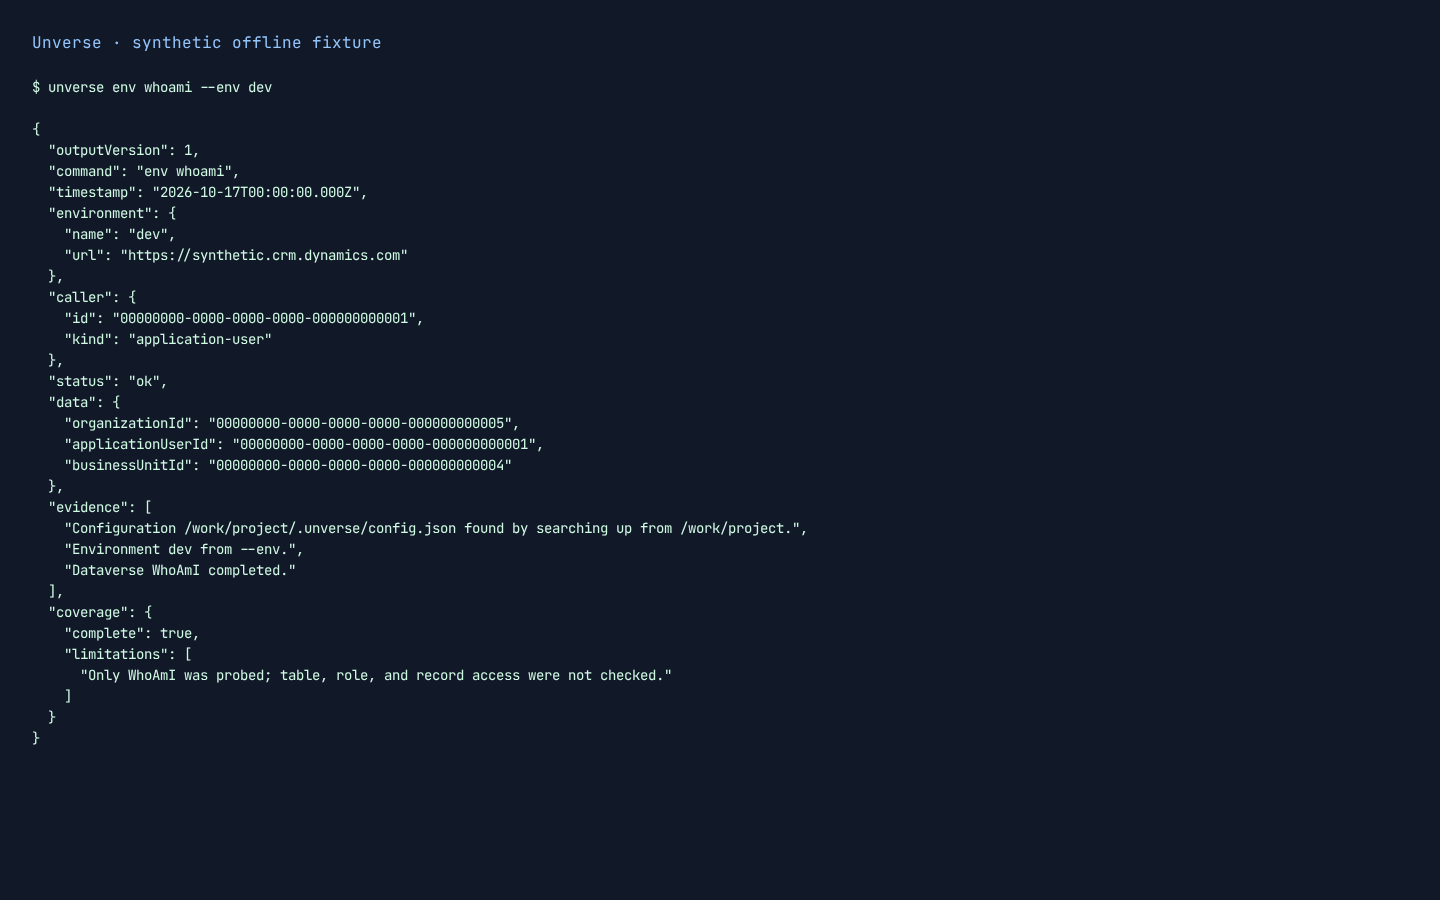 Unverse · synthetic offline fixture
$ unverse env whoami --env dev
{
  "outputVersion": 1,
  "command": "env whoami",
  "timestamp": "2026-10-17T00:00:00.000Z",
  "environment": {
    "name": "dev",
    "url": "https://synthetic.crm.dynamics.com"
  },
  "caller": {
    "id": "00000000-0000-0000-0000-000000000001",
    "kind": "application-user"
  },
  "status": "ok",
  "data": {
    "organizationId": "00000000-0000-0000-0000-000000000005",
    "applicationUserId": "00000000-0000-0000-0000-000000000001",
    "businessUnitId": "00000000-0000-0000-0000-000000000004"
  },
  "evidence": [
    "Configuration /work/project/.unverse/config.json found by searching up from /work/project.",
    "Environment dev from --env.",
    "Dataverse WhoAmI completed."
  ],
  "coverage": {
    "complete": true,
    "limitations": [
      "Only WhoAmI was probed; table, role, and record access were not checked."
    ]
  }
}